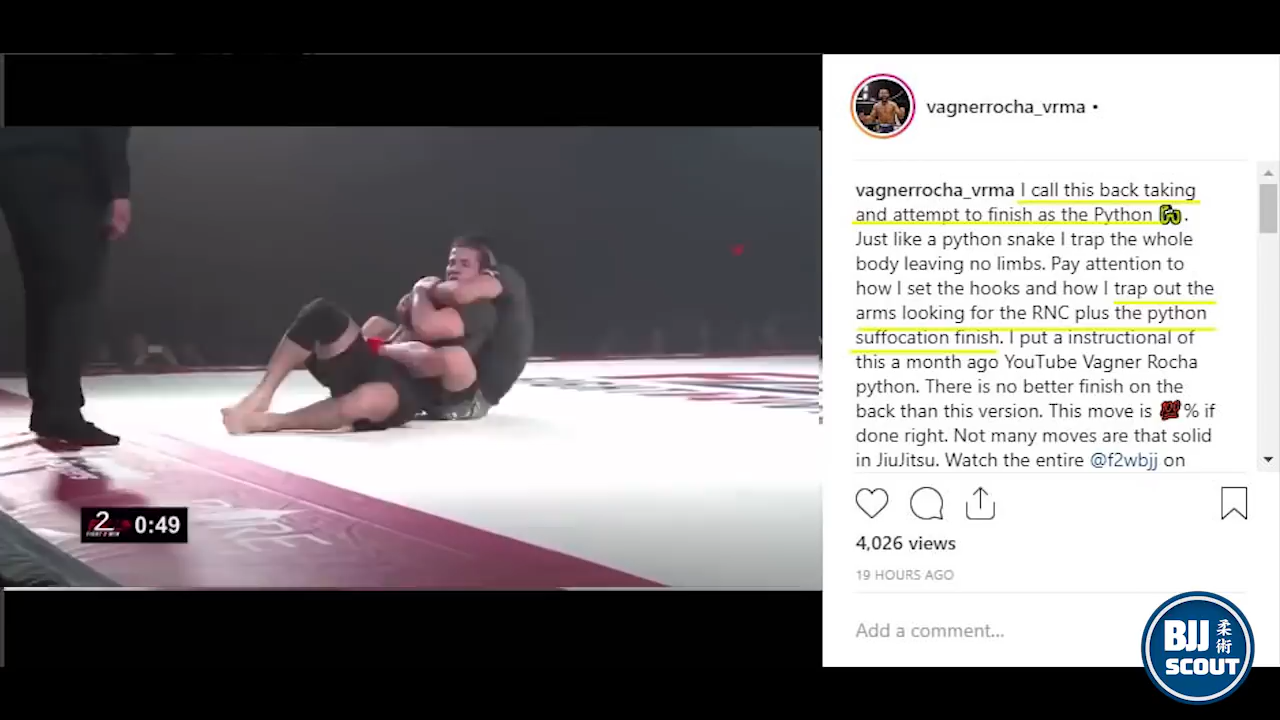 vagnerrocha_vrma •
vagnerrocha_vrma I call this back taking
and attempt to finish as the Python 🐉.
Just like a python snake I trap the whole
body leaving no limbs. Pay attention to
how I set the hooks and how I trap out the
arms looking for the RNC plus the python
suffocation finish. I put a instructional of
this a month ago YouTube Vagner Rocha
python. There is no better finish on the
back than this version. This move is 💯% if
done right. Not many moves are that solid
in JiuJitsu. Watch the entire @f2wbjj on
4,026 views
19 HOURS AGO
Add a comment...
2 0:49
FIGHT 2 WIN
BJJ 柔術
SCOUT